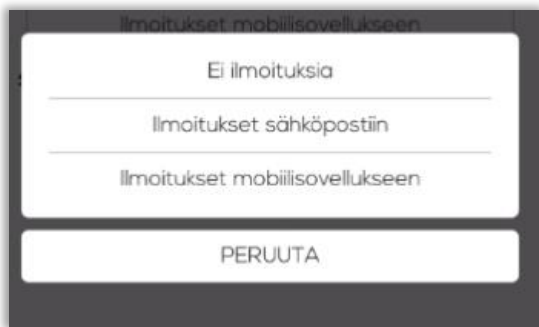 Ilmoitukset mobiilisovellukseen
Ei ilmoituksia
Ilmoitukset sähköpostiin
Ilmoitukset mobiilisovellukseen
PERUUTA